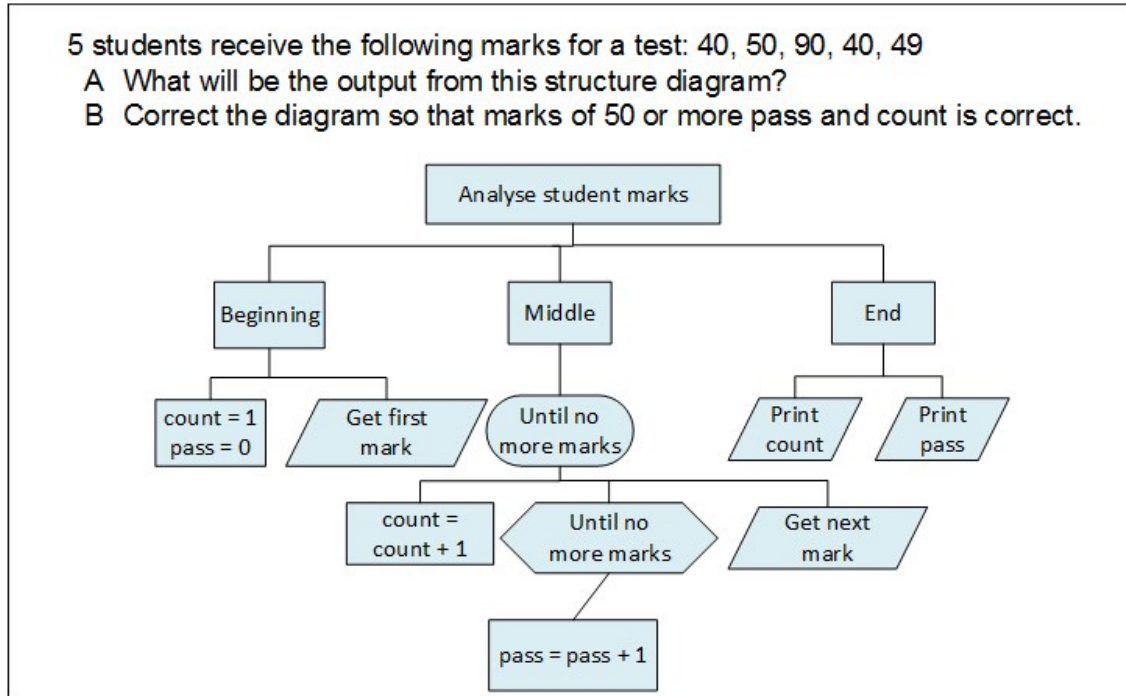 5 students receive the following marks for a test: 40, 50, 90, 40, 49
A What will be the output from this structure diagram?
B Correct the diagram so that marks of 50 or more pass and count is correct.
Analyse student marks
Beginning
Middle
End
count = 1
pass = 0
Get first
mark
Until no
more marks
Print
count
Print
pass
count =
count + 1
Until no
more marks
Get next
mark
pass = pass + 1